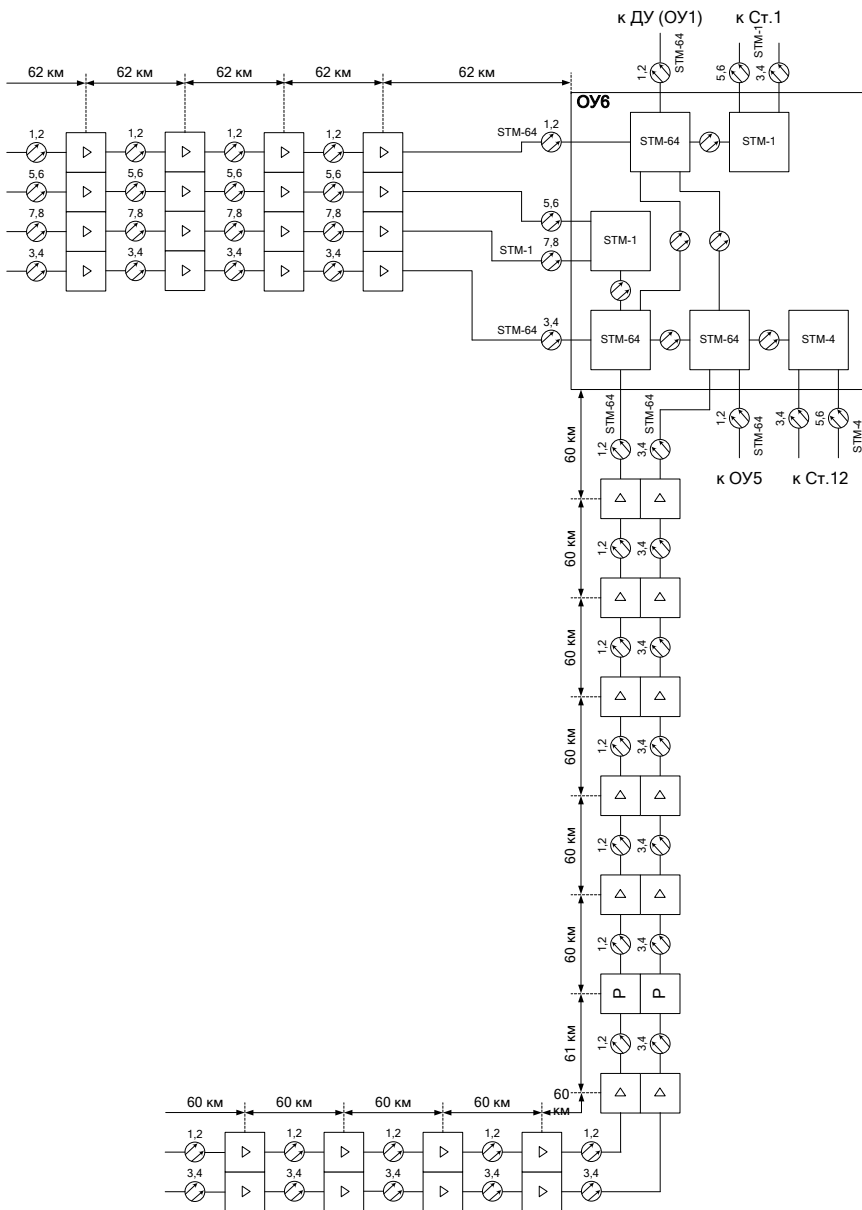 к ДУ (ОУ1) к Ст.1
1,2 STM-64 5,6 3,4 STM-1
62 км 62 км 62 км 62 км 62 км
ОУ6
1,2 1,2 1,2 1,2 STM-64 1,2 STM-64 STM-1
5,6 5,6 5,6 5,6 5,6
7,8 7,8 7,8 7,8 STM-1 7,8 STM-1
3,4 3,4 3,4 3,4 STM-64 3,4 STM-64 STM-64 STM-4
60 км 1,2 STM-64 3,4 STM-64 1,2 STM-64 3,4 5,6 STM-4
к ОУ5 к Ст.12
60 км 1,2 3,4
60 км 1,2 3,4
60 км 1,2 3,4
60 км 1,2 3,4
60 км 1,2 3,4
Р Р
61 км 1,2 3,4
60 км 60 км 60 км 60 км 60 км
1,2 1,2 1,2 1,2 1,2
3,4 3,4 3,4 3,4 3,4